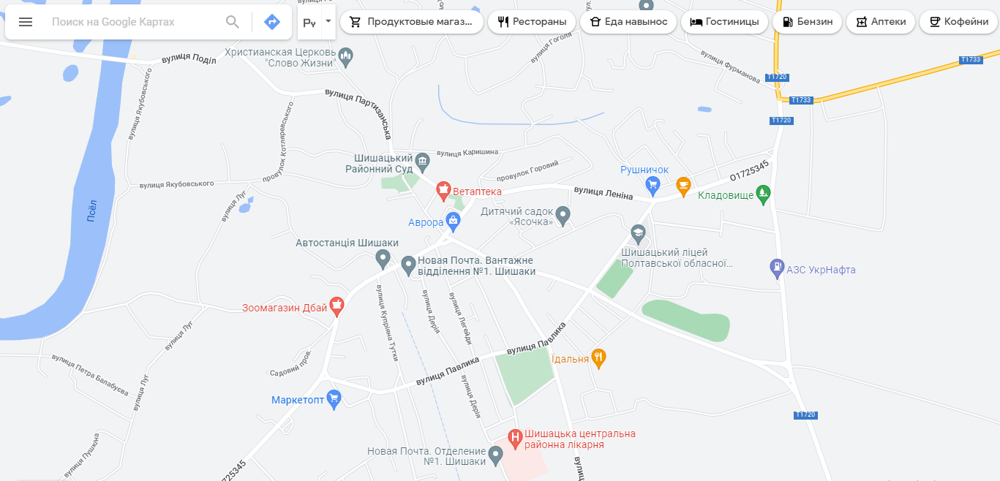 Поиск на Google Картах
Продуктовые магаз...
Рестораны
Еда навынос
Гостиницы
Бензин
Аптеки
Кофейни
вулиця Поділ
Христианская Церковь
"Слово Жизни"
вулиця Гоголя
вулиця Фурманова
T1733
T1720
T1733
T1720
вулиця Якубовського
вулиця Партизанська
провулок Котляревського
вулиця Каришина
Шишацький
Районний Суд
провулок Горовий
Рушничок
O1725345
вулиця Якубовського
Ветаптека
вулиця Леніна
Кладовище
Псёл
вулиця Луг
Аврора
Дитячий садок
«Ясочка»
Автостанція Шишаки
Новая Почта. Вантажне
відділення №1. Шишаки
Шишацький ліцей
Полтавської обласної...
АЗС УкрНафта
Зоомагазин Дбай
вулиця Купріяна Тутки
вулиця Дерія
вулиця Легейди
вулиця Луг
вулиця Павлика
Їдальня
Садовий пров.
вулиця Павлика
вулиця Петра Балабуєва
вулиця Луг
вулиця Дерія
Маркетопт
T1720
вулиця Пушкіна
Шишацька центральна
районна лікарня
Новая Почта. Отделение
№1. Шишаки
725345
вулиц